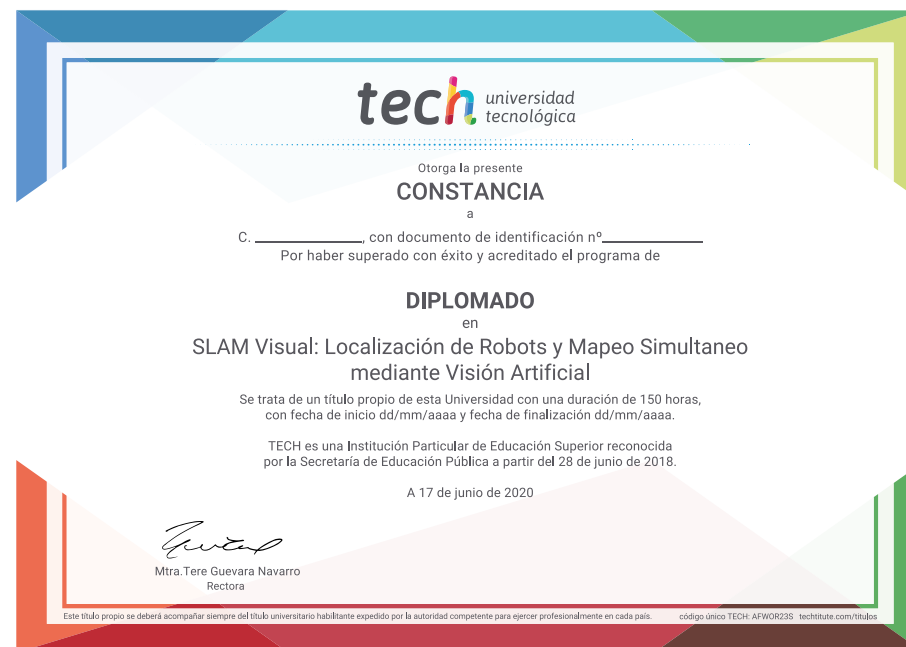 tech universidad
tecnológica
Otorga la presente
CONSTANCIA
a
C. ____________, con documento de identificación nº____________
Por haber superado con éxito y acreditado el programa de
DIPLOMADO
en
SLAM Visual: Localización de Robots y Mapeo Simultaneo
mediante Visión Artificial
Se trata de un título propio de esta Universidad con una duración de 150 horas,
con fecha de inicio dd/mm/aaaa y fecha de finalización dd/mm/aaaa.
TECH es una Institución Particular de Educación Superior reconocida
por la Secretaría de Educación Pública a partir del 28 de junio de 2018.
A 17 de junio de 2020
Mtra.Tere Guevara Navarro
Rectora
Este título propio se deberá acompañar siempre del título universitario habilitante expedido por la autoridad competente para ejercer profesionalmente en cada país. código único TECH: AFWOR23S techtitute.com/titulos